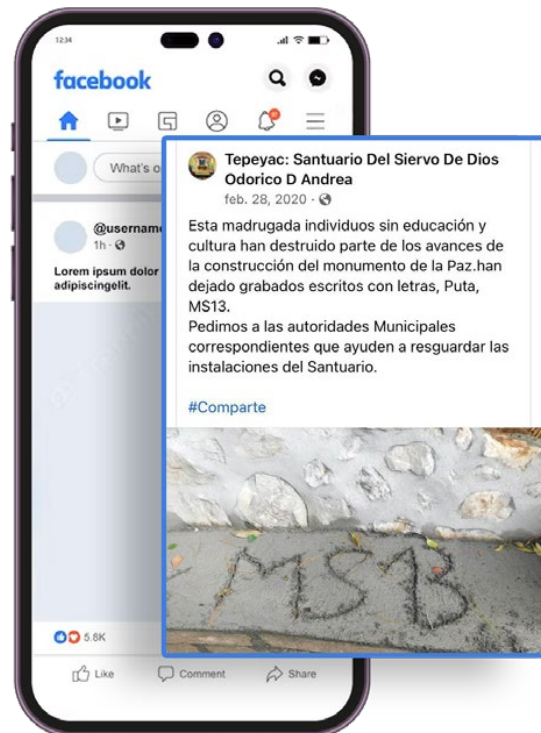 12:34
facebook
What's o
@username
1h
Lorem ipsum dolor
adipiscingelit.
Tepeyac: Santuario Del Siervo De Dios
Odorico D Andrea
feb. 28, 2020
Esta madrugada individuos sin educación y
cultura han destruido parte de los avances de
la construcción del monumento de la Paz.han
dejado grabados escritos con letras, Puta,
MS13.
Pedimos a las autoridades Municipales
correspondientes que ayuden a resguardar las
instalaciones del Santuario.
#Comparte
MS13
5.8K
Like
Comment
Share